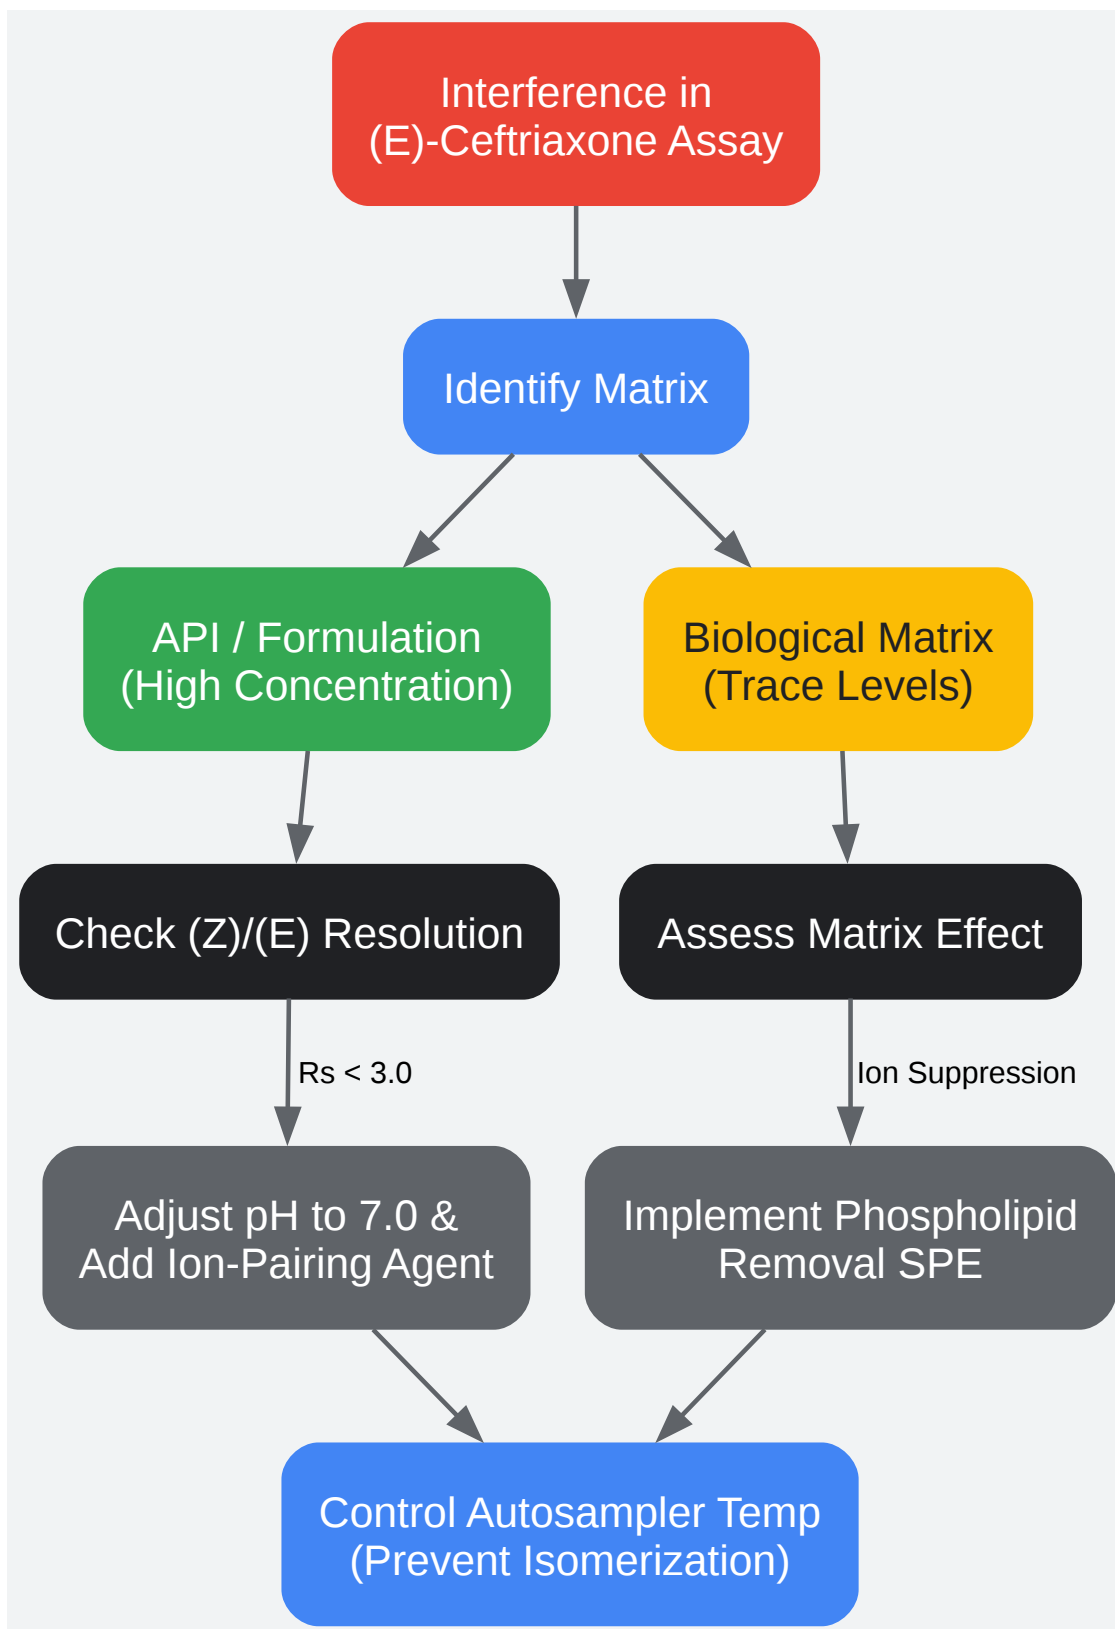 Interference in
(E)-Ceftriaxone Assay
Identify Matrix
API / Formulation
(High Concentration)
Biological Matrix
(Trace Levels)
Check (Z)/(E) Resolution
Assess Matrix Effect
Rs < 3.0
Ion Suppression
Adjust pH to 7.0 &
Add Ion-Pairing Agent
Implement Phospholipid
Removal SPE
Control Autosampler Temp
(Prevent Isomerization)